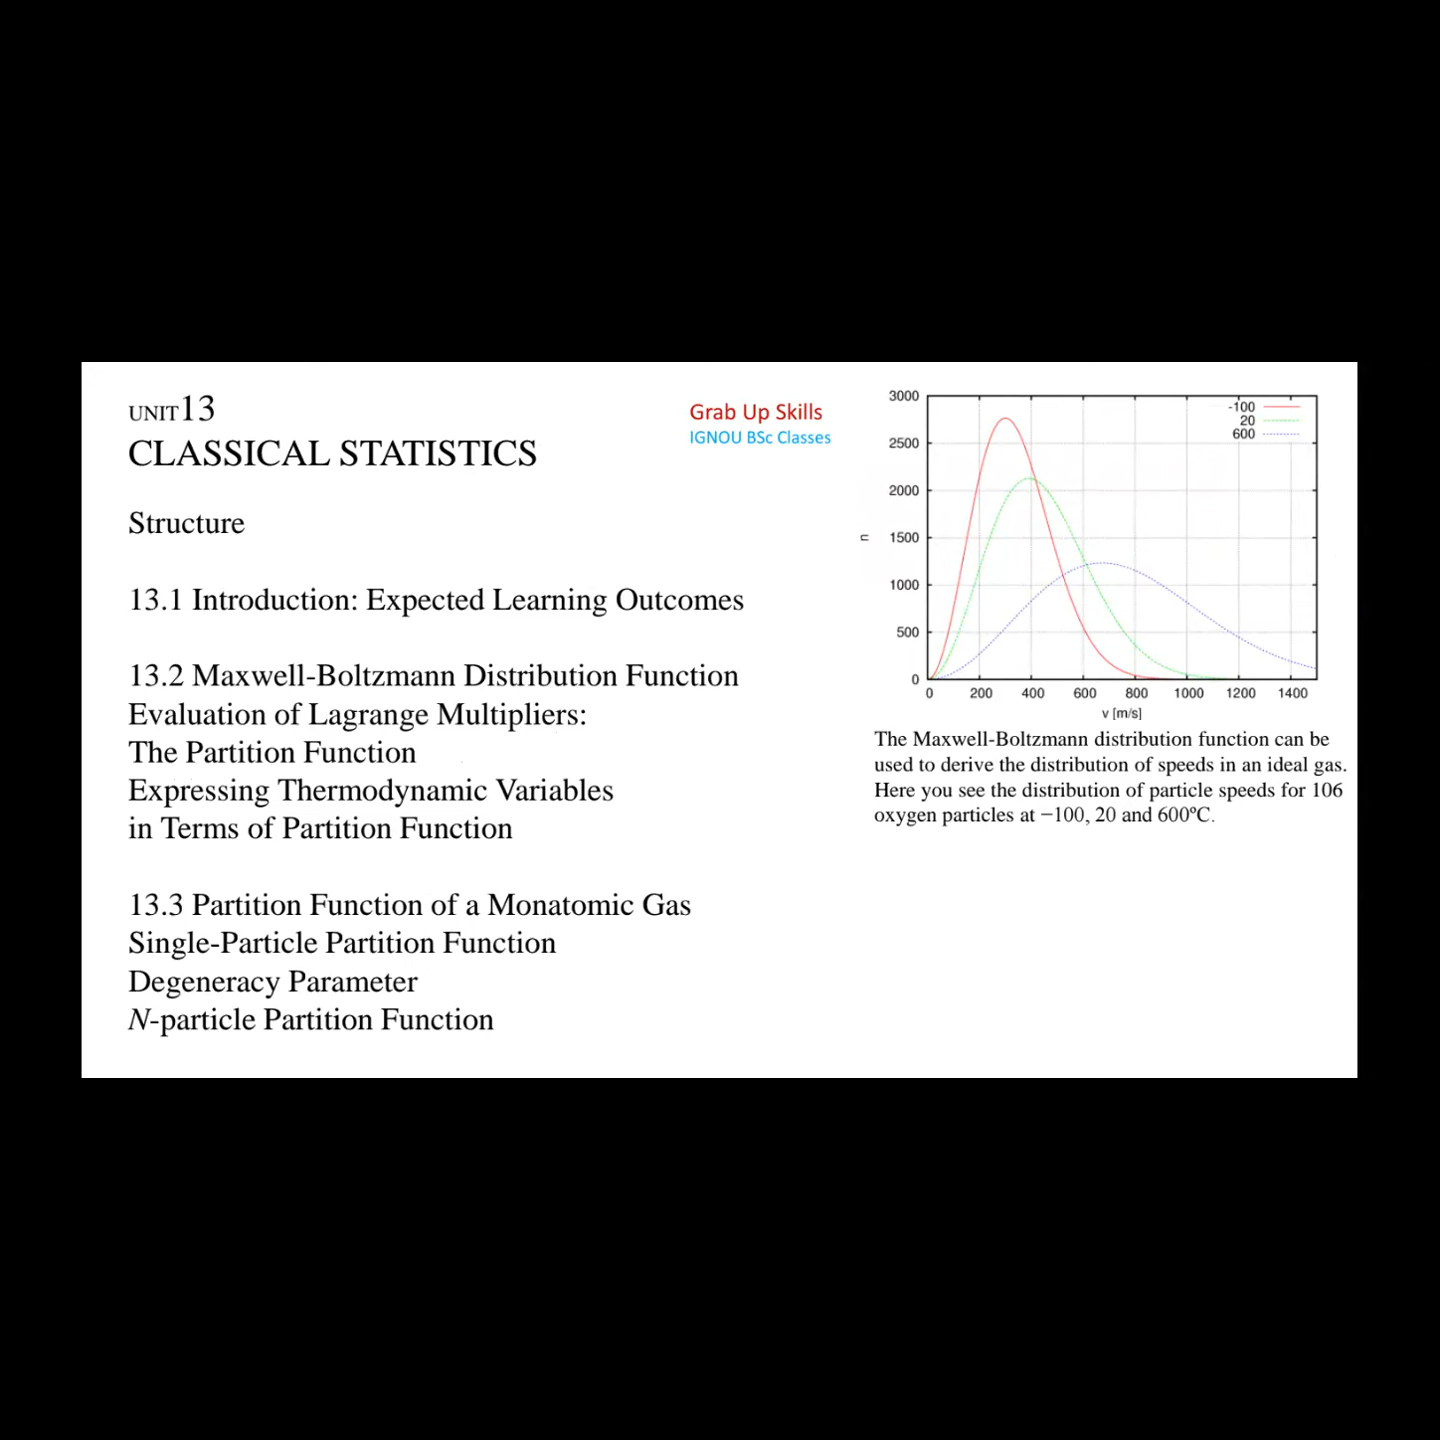 UNIT13
CLASSICAL STATISTICS
Structure
13.1 Introduction: Expected Learning Outcomes
13.2 Maxwell-Boltzmann Distribution Function
Evaluation of Lagrange Multipliers:
The Partition Function
Expressing Thermodynamic Variables
in Terms of Partition Function
13.3 Partition Function of a Monatomic Gas
Single-Particle Partition Function
Degeneracy Parameter
N-particle Partition Function
Grab Up Skills
IGNOU BSc Classes
3000
2500
2000
1500
1000
500
0
n
-100
20
600
0 200 400 600 800 1000 1200 1400
v [m/s]
The Maxwell-Boltzmann distribution function can be
used to derive the distribution of speeds in an ideal gas.
Here you see the distribution of particle speeds for 106
oxygen particles at −100, 20 and 600ºC.